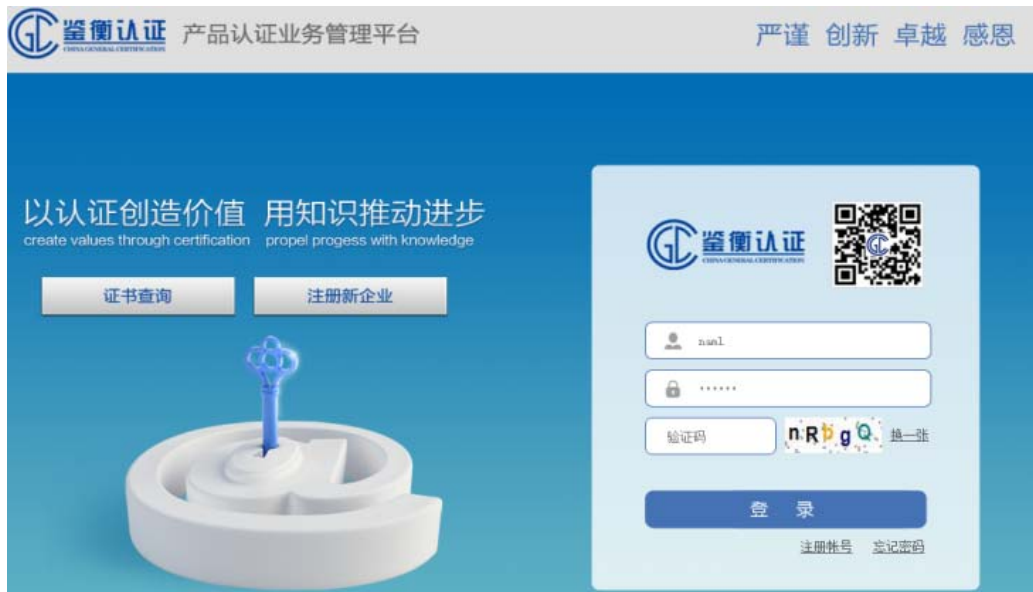 鉴衡认证 产品认证业务管理平台 严谨 创新 卓越 感恩
CHINA GENERAL CERTIFICATION
以认证创造价值 用知识推动进步
create values through certification propel progess with knowledge
证书查询 注册新企业
鉴衡认证
CHINA GENERAL CERTIFICATION
nsml
······
验证码 nRbgQ 换一张
登 录
注册帐号 忘记密码